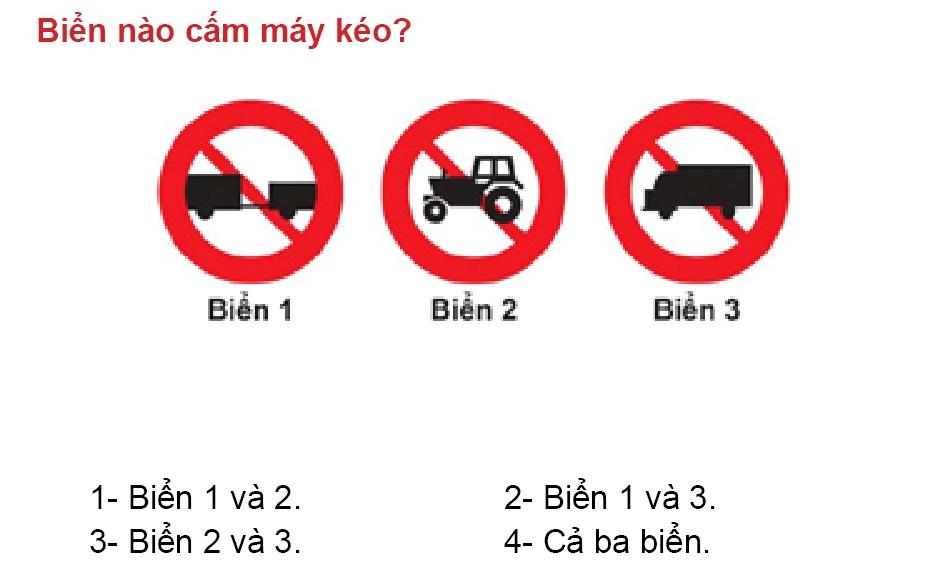 Biển nào cấm máy kéo?
Biển 1 Biển 2 Biển 3
1- Biển 1 và 2. 2- Biển 1 và 3.
3- Biển 2 và 3. 4- Cả ba biển.